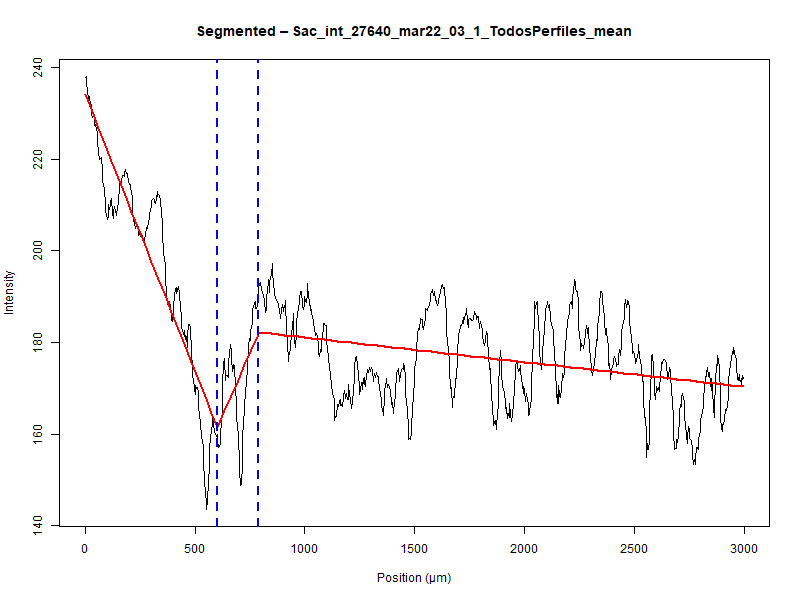 Segmented – Sac_int_27640_mar22_03_1_TodosPerfiles_mean
Intensity
240
220
200
180
160
140
0 500 1000 1500 2000 2500 3000
Position (µm)